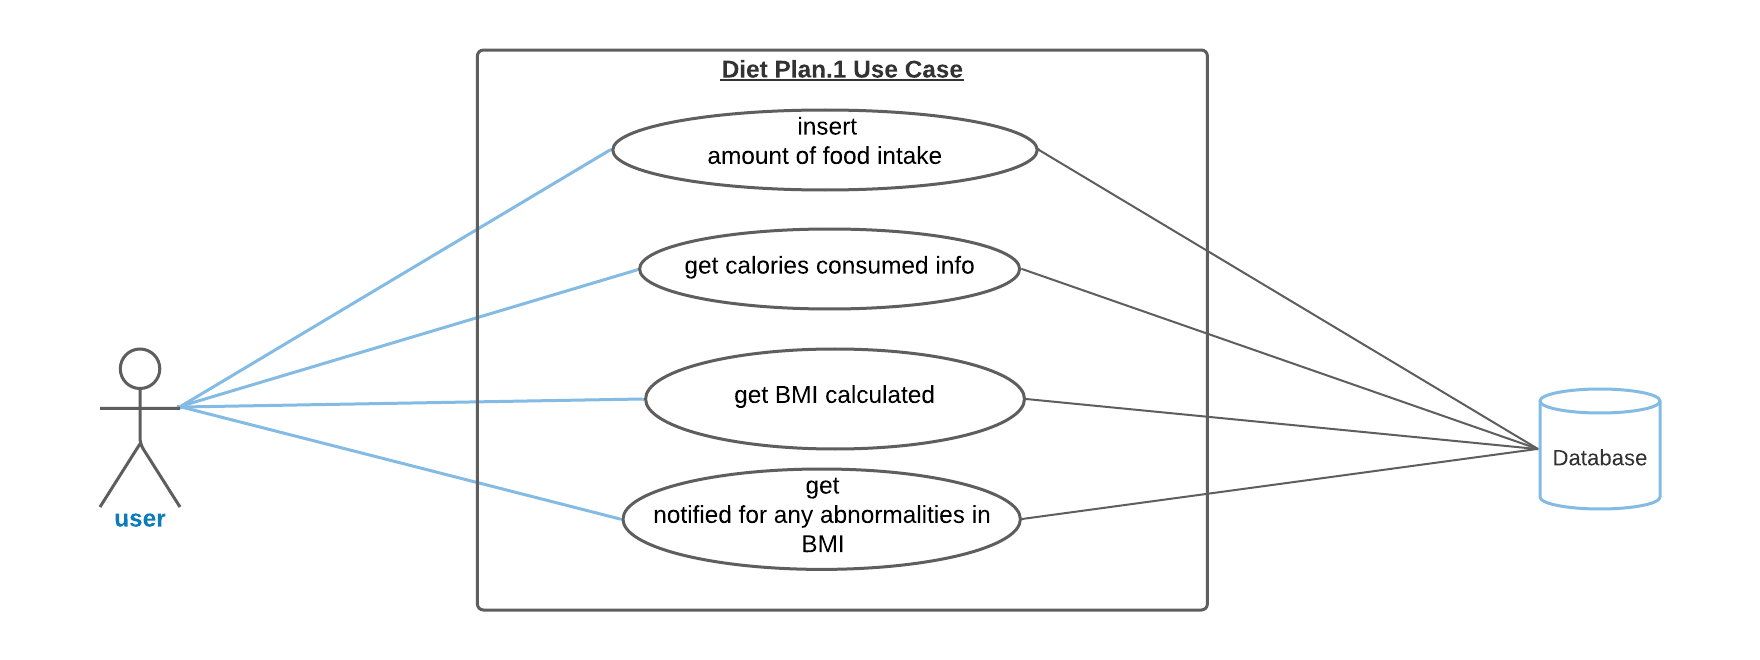 Diet Plan.1 Use Case
insert
amount of food intake
get calories consumed info
get BMI calculated
get
notified for any abnormalities in
BMI
user
Database